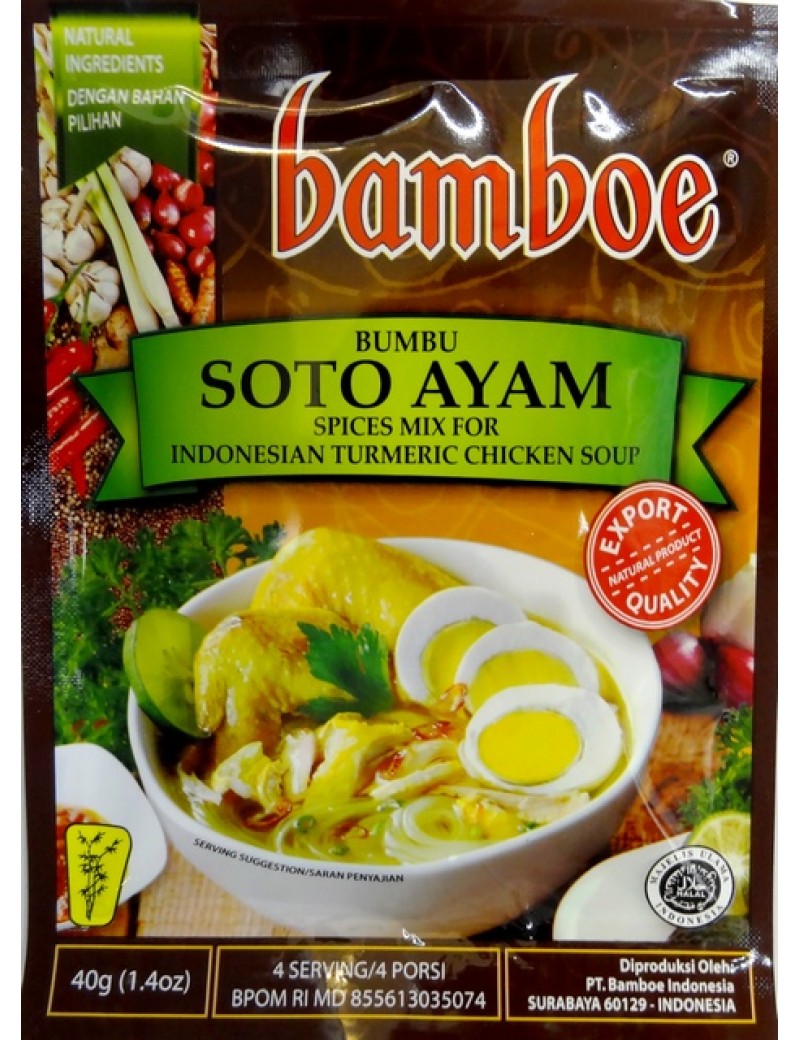 NATURAL
INGREDIENTS
DENGAN BAHAN
PILIHAN
bamboe®
BUMBU
SOTO AYAM
SPICES MIX FOR
INDONESIAN TURMERIC CHICKEN SOUP
EXPORT
NATURAL PRODUCT
QUALITY
SERVING SUGGESTION/SARAN PENYAJIAN
MAJELIS ULAMA
HALAL
INDONESIA
40g (1.4oz)
4 SERVING/4 PORSI
BPOM RI MD 855613035074
Diproduksi Oleh:
PT. Bamboe Indonesia
SURABAYA 60129 - INDONESIA